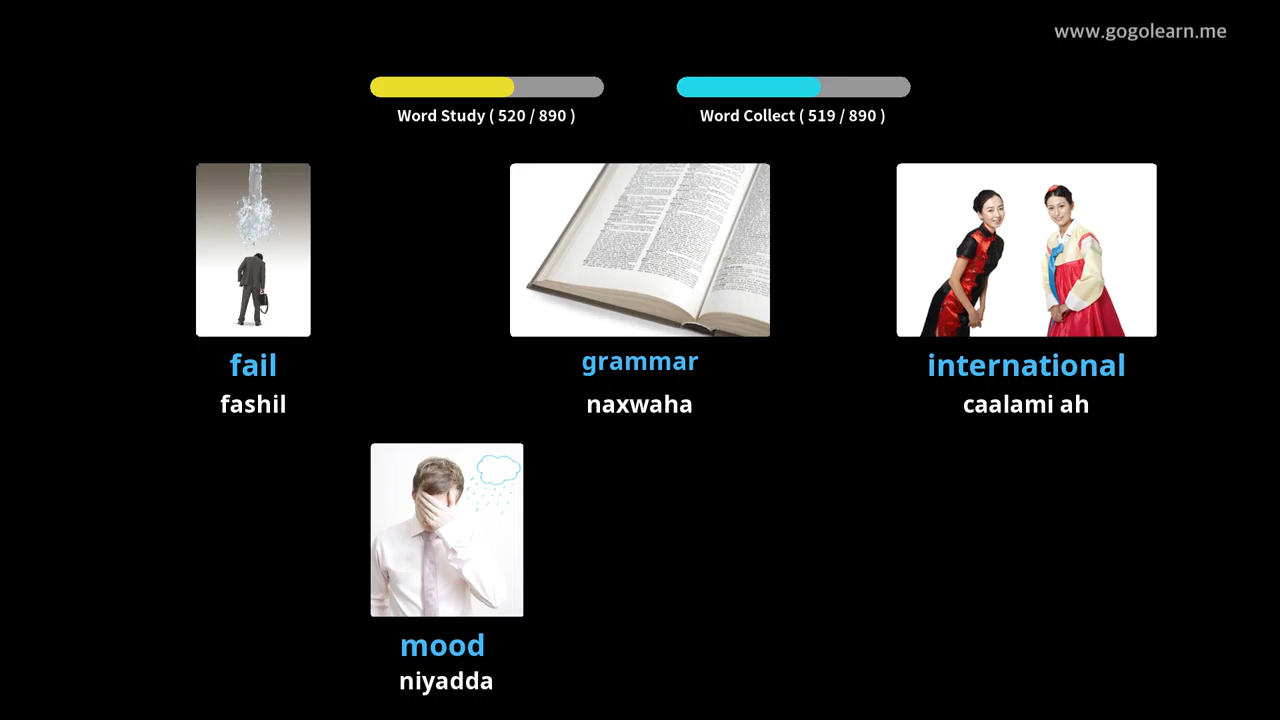 www.gogolearn.me
Word Study ( 520 / 890 )
Word Collect ( 519 / 890 )
fail
fashil
grammar
naxwaha
international
caalami ah
mood
niyadda